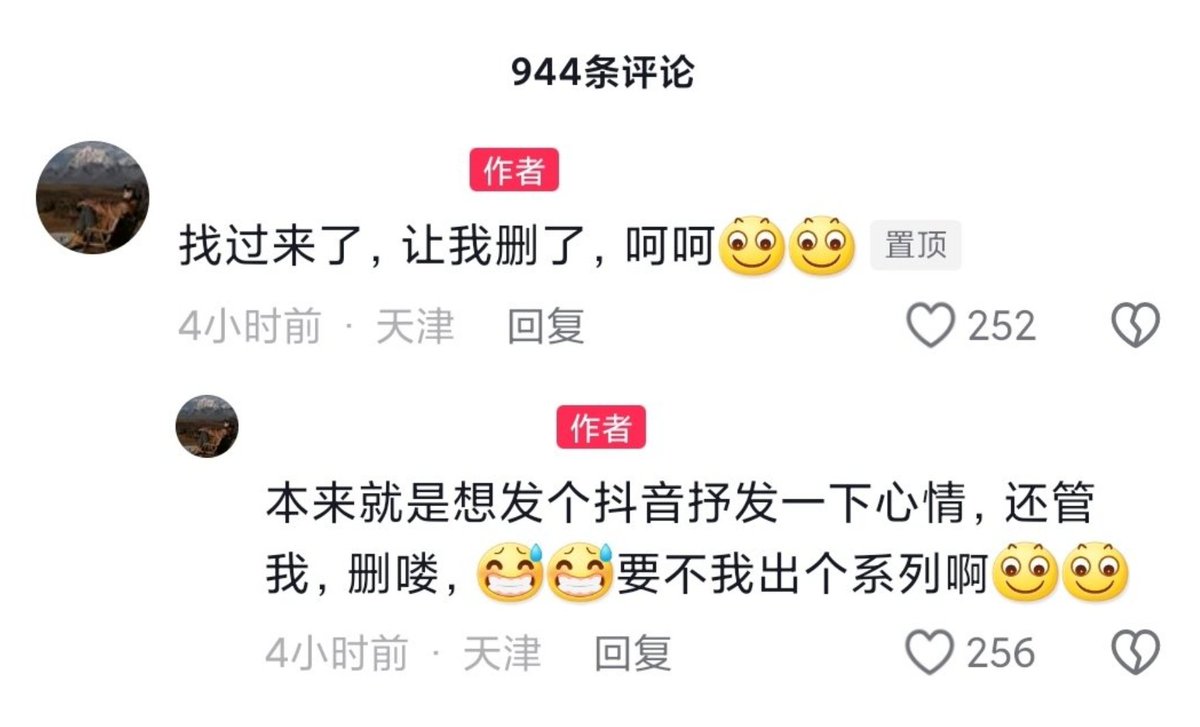 944条评论
作者
找过来了，让我删了，呵呵 置顶
4小时前 · 天津 回复 252
作者
本来就是想发个抖音抒发一下心情，还管
我，删喽，要不我出个系列啊
4小时前 · 天津 回复 256